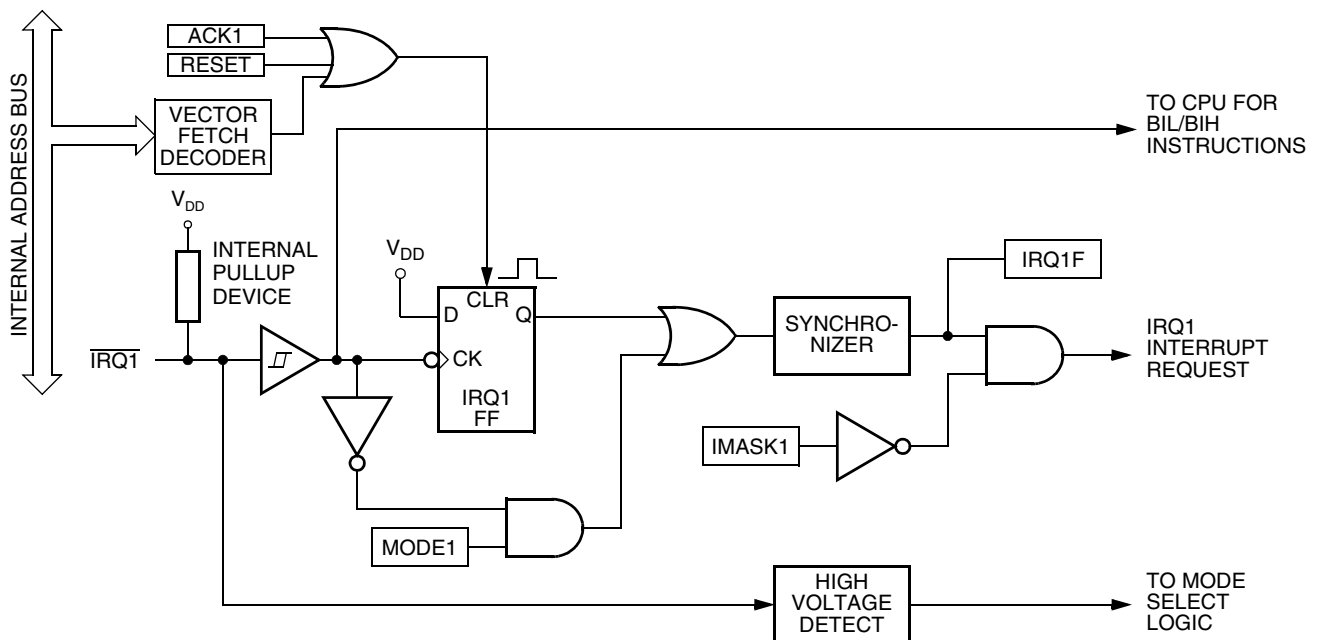 INTERNAL ADDRESS BUS
ACK1
RESET
VECTOR
FETCH
DECODER
TO CPU FOR
BIL/BIH
INSTRUCTIONS
VDD
INTERNAL
PULLUP
DEVICE
VDD
CLR
D
Q
CK
IRQ1
FF
IRQ1
SYNCHRO-
NIZER
IRQ1F
IRQ1
INTERRUPT
REQUEST
IMASK1
MODE1
HIGH
VOLTAGE
DETECT
TO MODE
SELECT
LOGIC